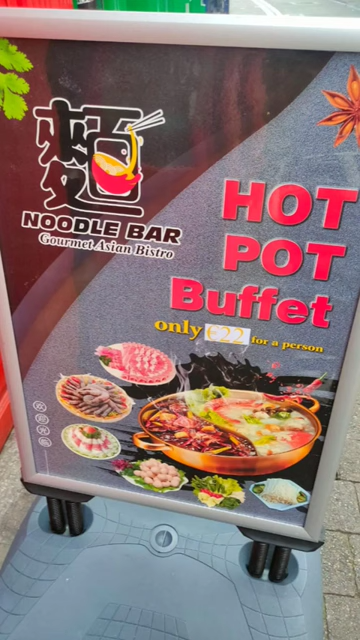 麵
NOODLE BAR
Gourmet Asian Bistro
HOT
POT
Buffet
only €22 for a person